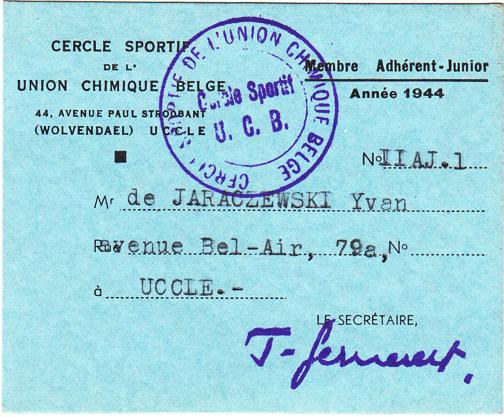 CERCLE SPORTIF
DE L'
UNION CHIMIQUE BELGE
44, AVENUE PAUL STROOBANT
(WOLVENDAEL) UCCLE
CERCLE SPORTIF DE L'UNION CHIMIQUE BELGE
Cercle Sportif
U. C. B.
Membre Adhérent-Junior
Année 1944
No IIAJ.1
Mr de JARACZEWSKI Yvan
Rue avenue Bel-Air, 79a, No
à UCCLE.-
LE SECRÉTAIRE,